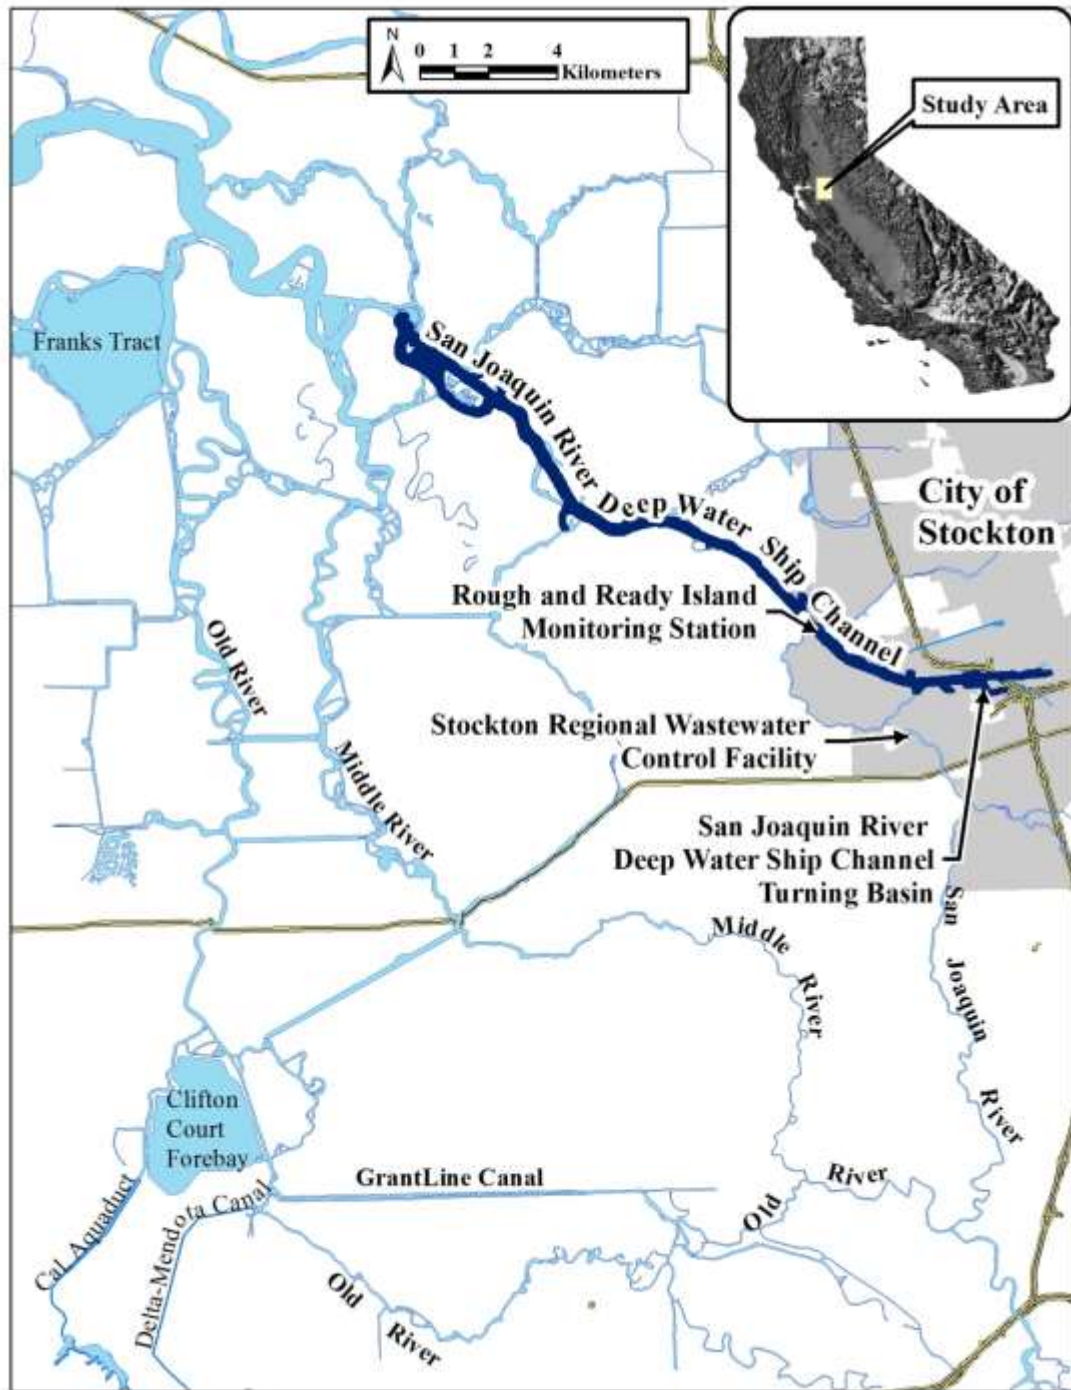 N
0 1 2 4
Kilometers
Study Area
Franks Tract
San Joaquin River Deep Water Ship Channel
City of
Stockton
Rough and Ready Island
Monitoring Station
Old River
Stockton Regional Wastewater
Control Facility
Middle River
San Joaquin River
Deep Water Ship Channel
Turning Basin
San Joaquin River
Middle River
Clifton
Court
Forebay
GrantLine Canal
Old River
Cal Aquaduct
Delta-Mendota Canal
Old River